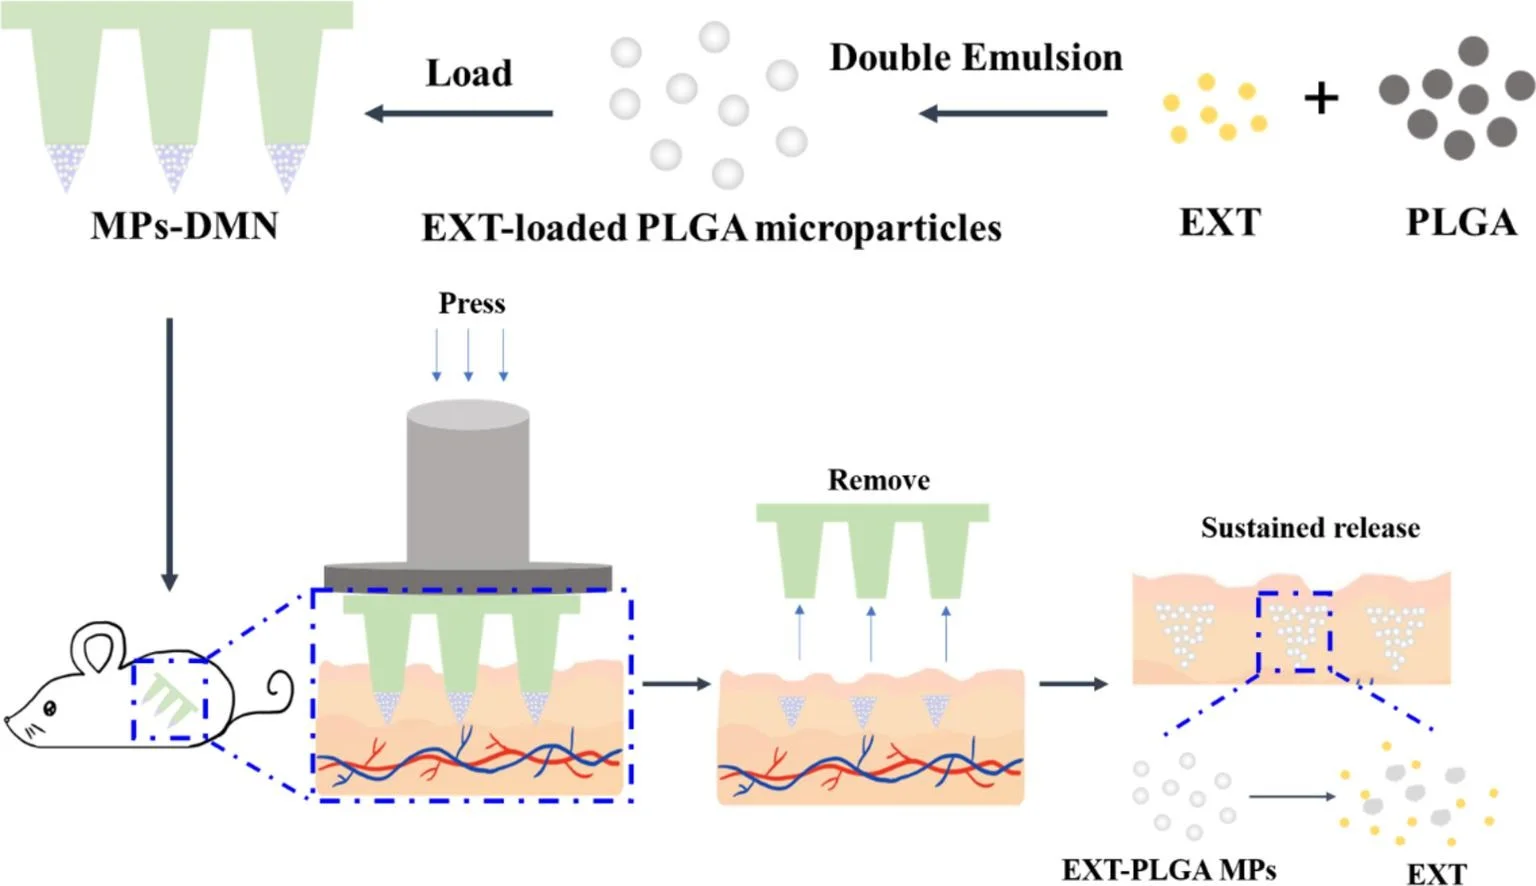 Load
Double Emulsion
+
MPs-DMN
EXT-loaded PLGA microparticles
EXT
PLGA
Press
Remove
Sustained release
EXT-PLGA MPs
EXT